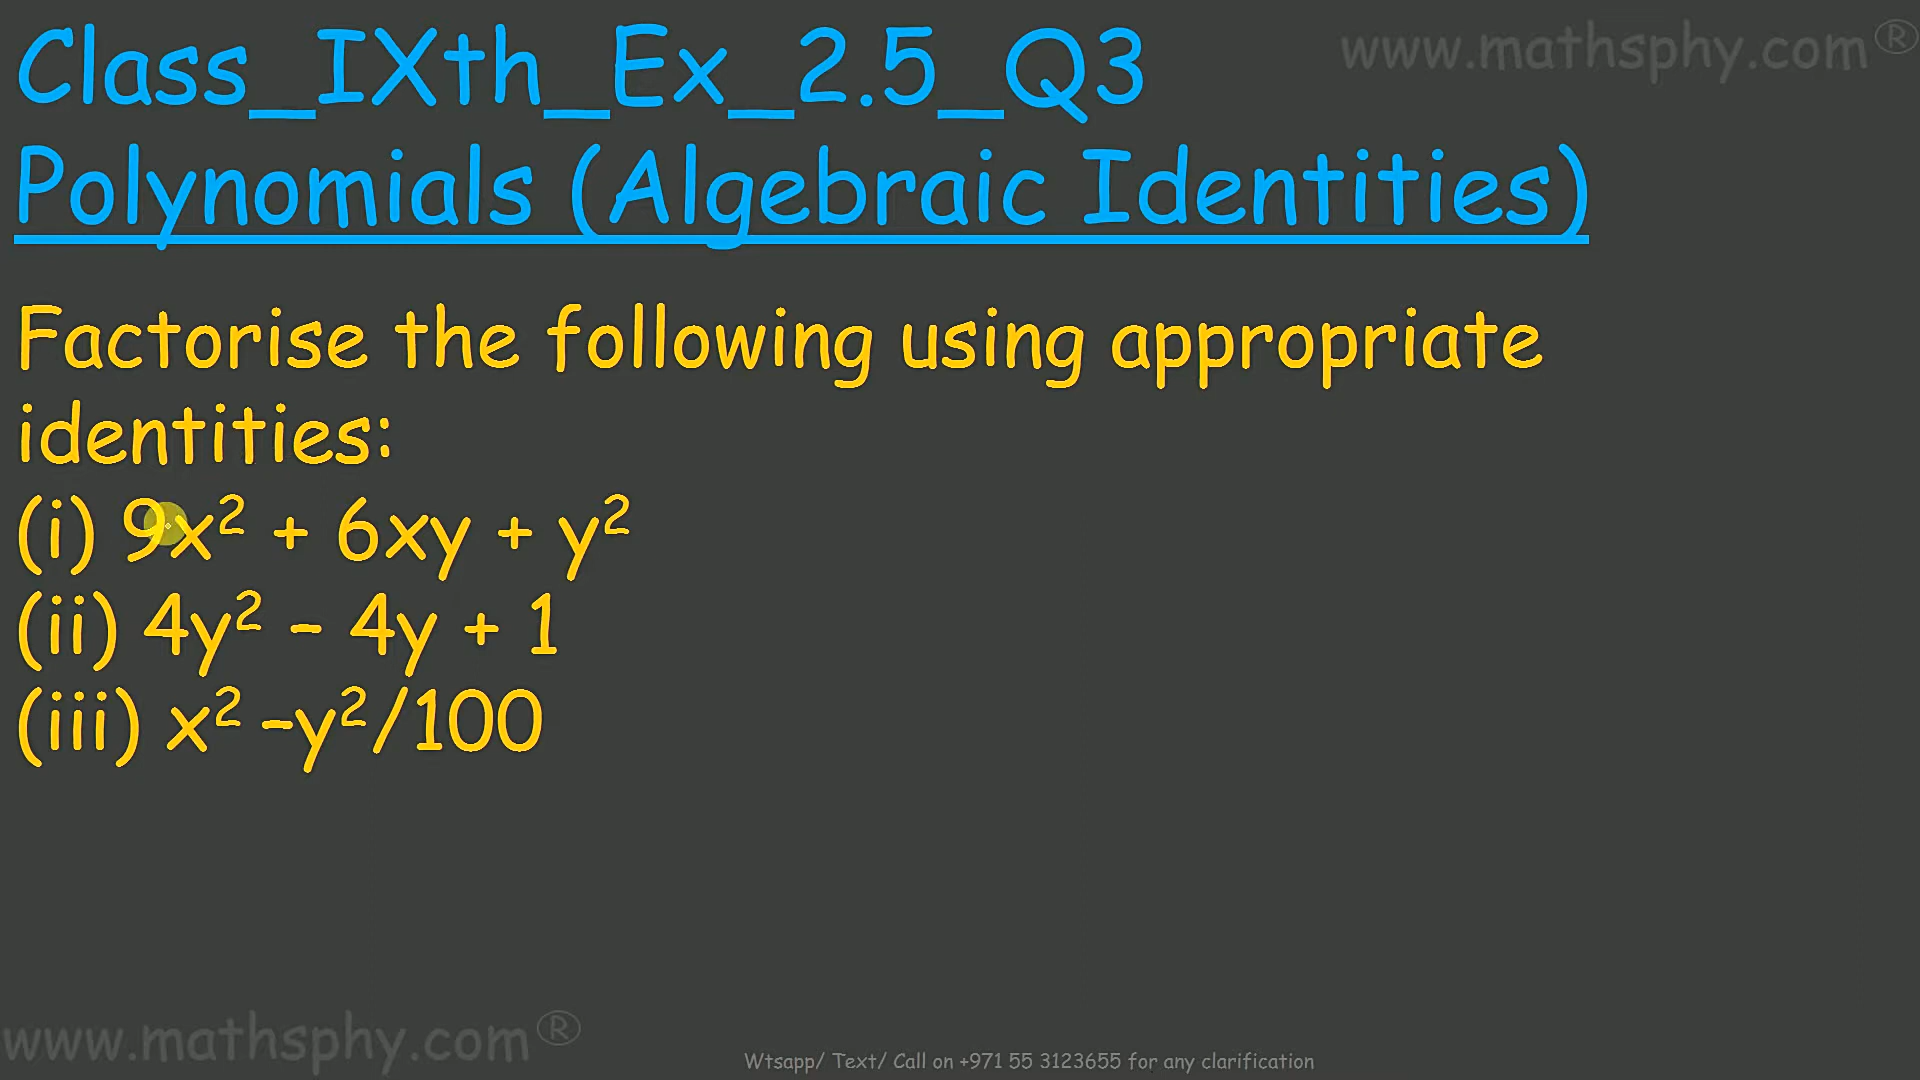 Class_IXth_Ex_2.5_Q3
www.mathsphy.com®
Polynomials (Algebraic Identities)
Factorise the following using appropriate
identities:
(i) 9x² + 6xy + y²
(ii) 4y² – 4y + 1
(iii) x² –y²/100
www.mathsphy.com®
Wtsapp/ Text/ Call on +971 55 3123655 for any clarification